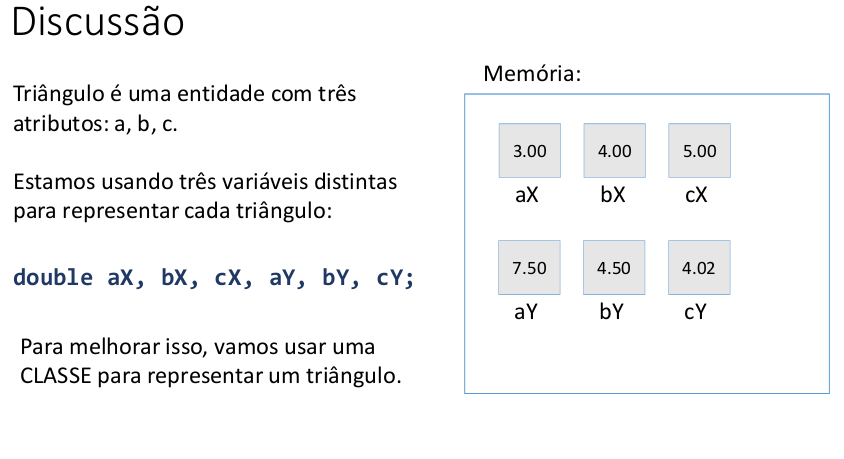 Discussão
Triângulo é uma entidade com três
atributos: a, b, c.
Estamos usando três variáveis distintas
para representar cada triângulo:
double aX, bX, cX, aY, bY, cY;
Para melhorar isso, vamos usar uma
CLASSE para representar um triângulo.
Memória:
3.00 4.00 5.00
aX bX cX
7.50 4.50 4.02
aY bY cY